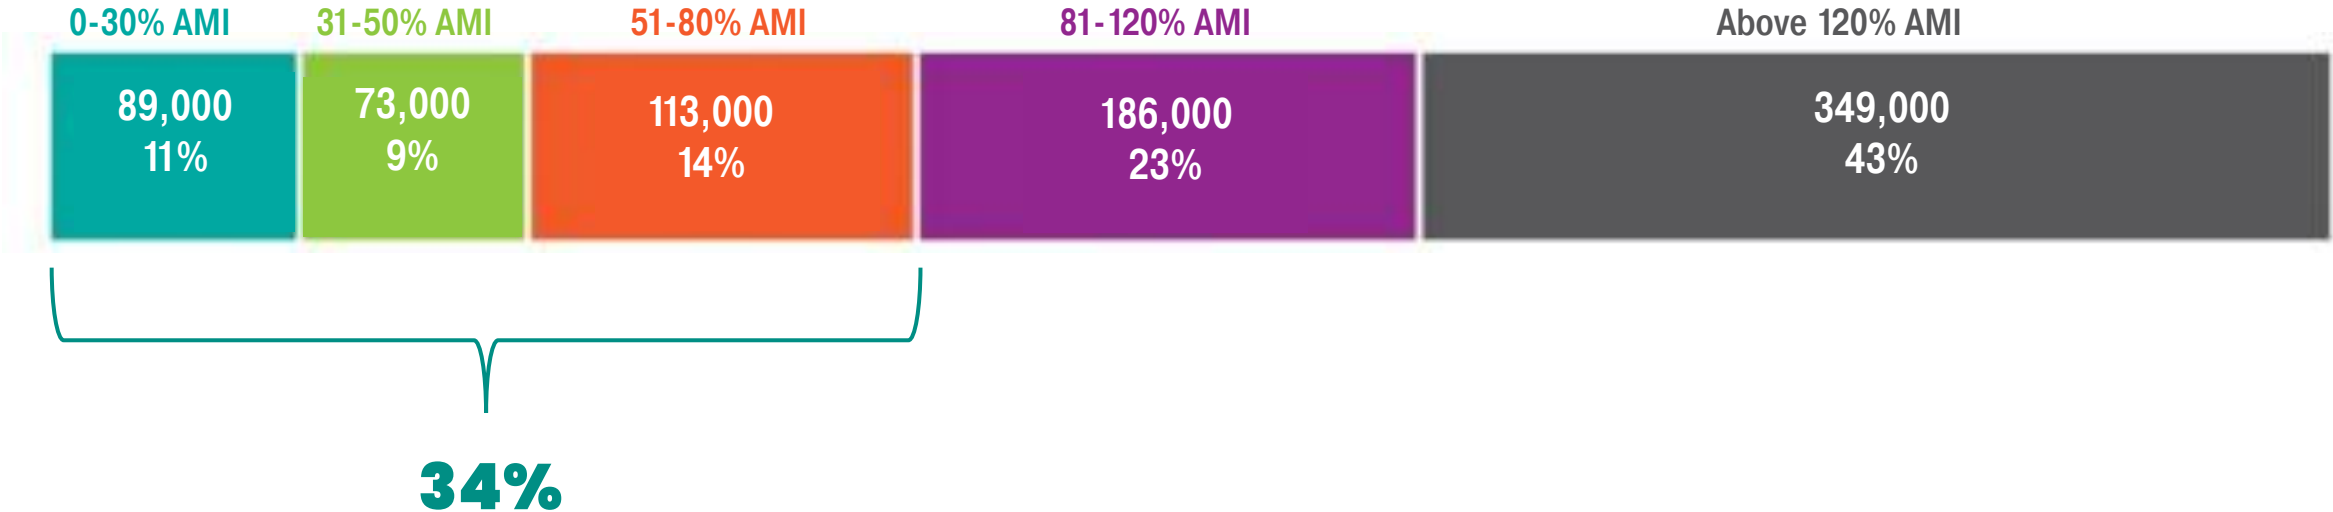 0-30% AMI
31-50% AMI
51-80% AMI
81-120% AMI
Above 120% AMI
89,000
11%
73,000
9%
113,000
14%
186,000
23%
349,000
43%
34%